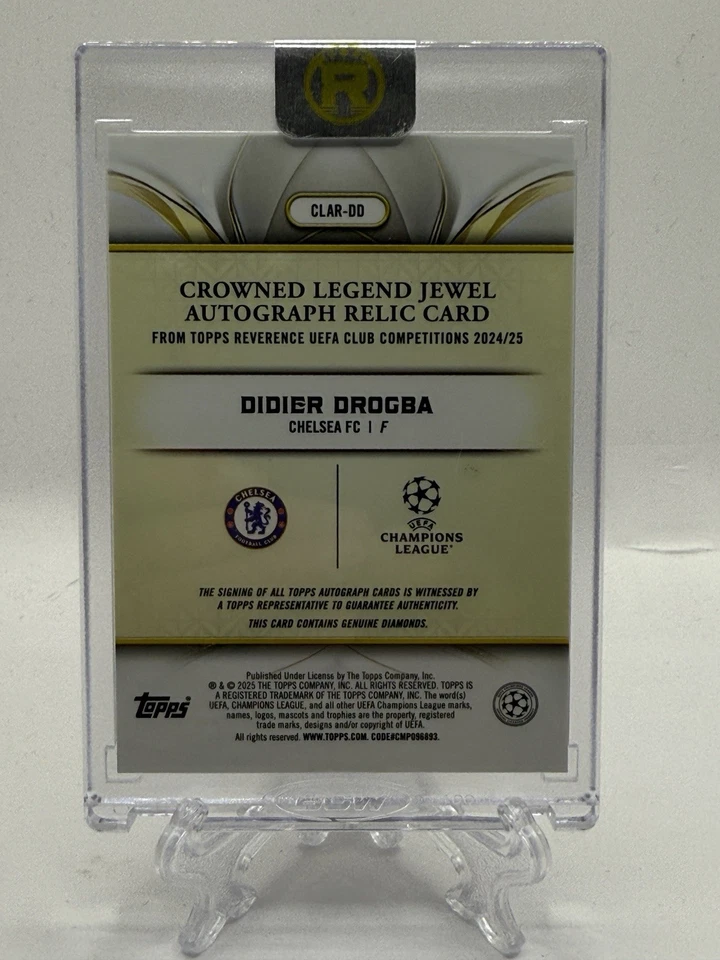 R
CLAR-DD
CROWNED LEGEND JEWEL
AUTOGRAPH RELIC CARD
FROM TOPPS REVERENCE UEFA CLUB COMPETITIONS 2024/25
DIDIER DROGBA
CHELSEA FC | F
CHELSEA
FOOTBALL CLUB
UEFA
CHAMPIONS
LEAGUE®
THE SIGNING OF ALL TOPPS AUTOGRAPH CARDS IS WITNESSED BY
A TOPPS REPRESENTATIVE TO GUARANTEE AUTHENTICITY.
THIS CARD CONTAINS GENUINE DIAMONDS.
Topps®
Published Under License by The Topps Company, Inc.
® & © 2025 THE TOPPS COMPANY, INC. ALL RIGHTS RESERVED. TOPPS IS
A REGISTERED TRADEMARK OF THE TOPPS COMPANY, INC. The word(s)
UEFA, CHAMPIONS LEAGUE, and all other UEFA Champions League marks,
names, logos, mascots and trophies are the property, registered
trade marks, designs and/or copyright of UEFA.
All rights reserved. WWW.TOPPS.COM. CODE#CMP096893.